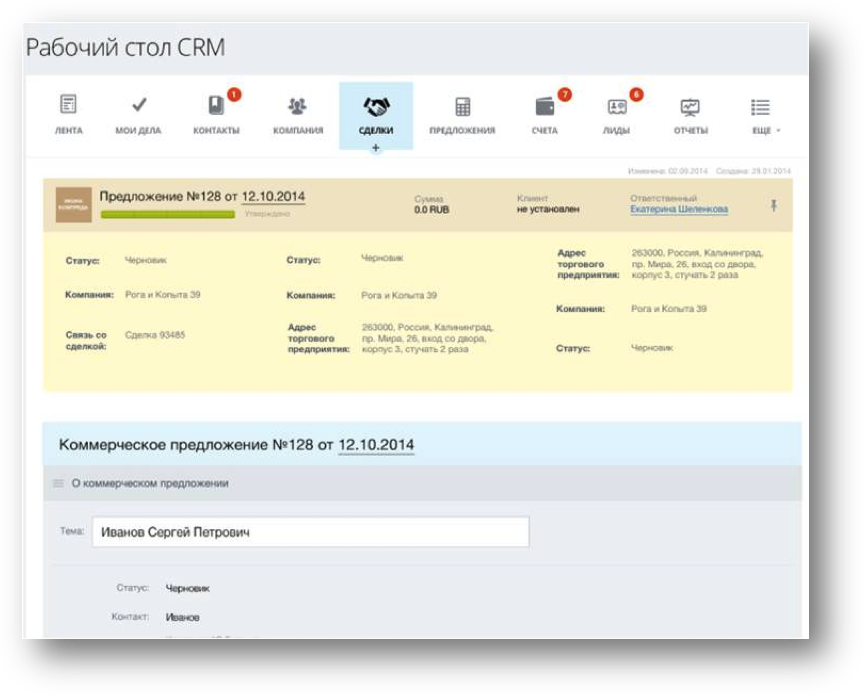 Рабочий стол CRM
1 7 6
ЛЕНТА МОИ ДЕЛА КОНТАКТЫ КОМПАНИЯ СДЕЛКИ ПРЕДЛОЖЕНИЯ СЧЕТА ЛИДЫ ОТЧЕТЫ ЕЩЕ
+
Изменена: 02.09.2014 Создана: 29.01.2014
Предложение №128 от 12.10.2014
Утверждено
Сумма
0.0 RUB
Клиент
не установлен
Ответственный
Екатерина Шеленкова
Статус: Черновик
Компания: Рога и Копыта 39
Связь со сделкой: Сделка 93485
Статус: Черновик
Компания: Рога и Копыта 39
Адрес
торгового
предприятия:
263000, Россия, Калининград,
пр. Мира, 26, вход со двора,
корпус 3, стучать 2 раза
Адрес
торгового
предприятия:
263000, Россия, Калининград,
пр. Мира, 26, вход со двора,
корпус 3, стучать 2 раза
Компания: Рога и Копыта 39
Статус: Черновик
Коммерческое предложение №128 от 12.10.2014
О коммерческом предложении
Тема: Иванов Сергей Петрович
Статус: Черновик
Контакт: Иванов